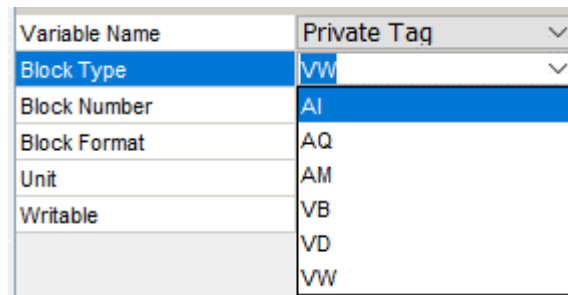 Variable Name Private Tag
Block Type VW
Block Number AI
Block Format AQ
Unit AM
Writable VB
VD
VW